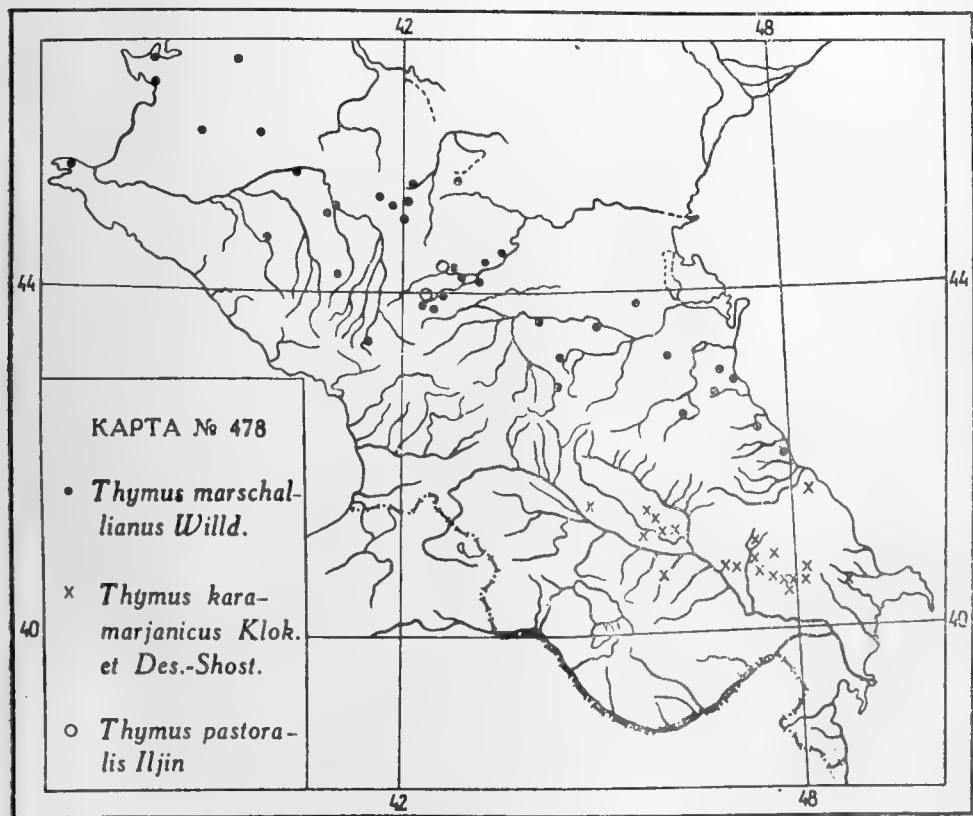 42 48
44 44
КАРТА № 478
• Thymus marschal-
lianus Willd.
× Thymus kara-
marjanicus Klok.
et Des.-Shost.
○ Thymus pastora-
lis Iljin
40 40
42 48